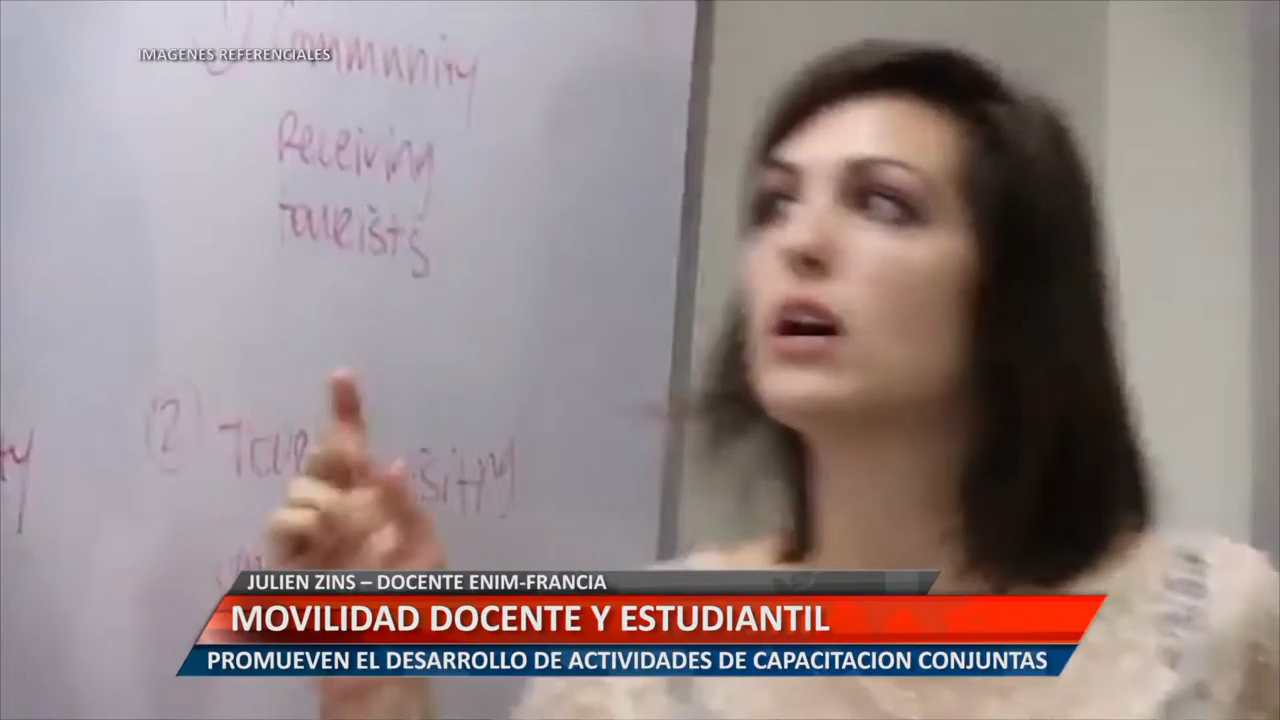 IMAGENES REFERENCIALES
Community
Receiving
tourists
(2)
JULIEN ZINS – DOCENTE ENIM-FRANCIA
MOVILIDAD DOCENTE Y ESTUDIANTIL
PROMUEVEN EL DESARROLLO DE ACTIVIDADES DE CAPACITACION CONJUNTAS